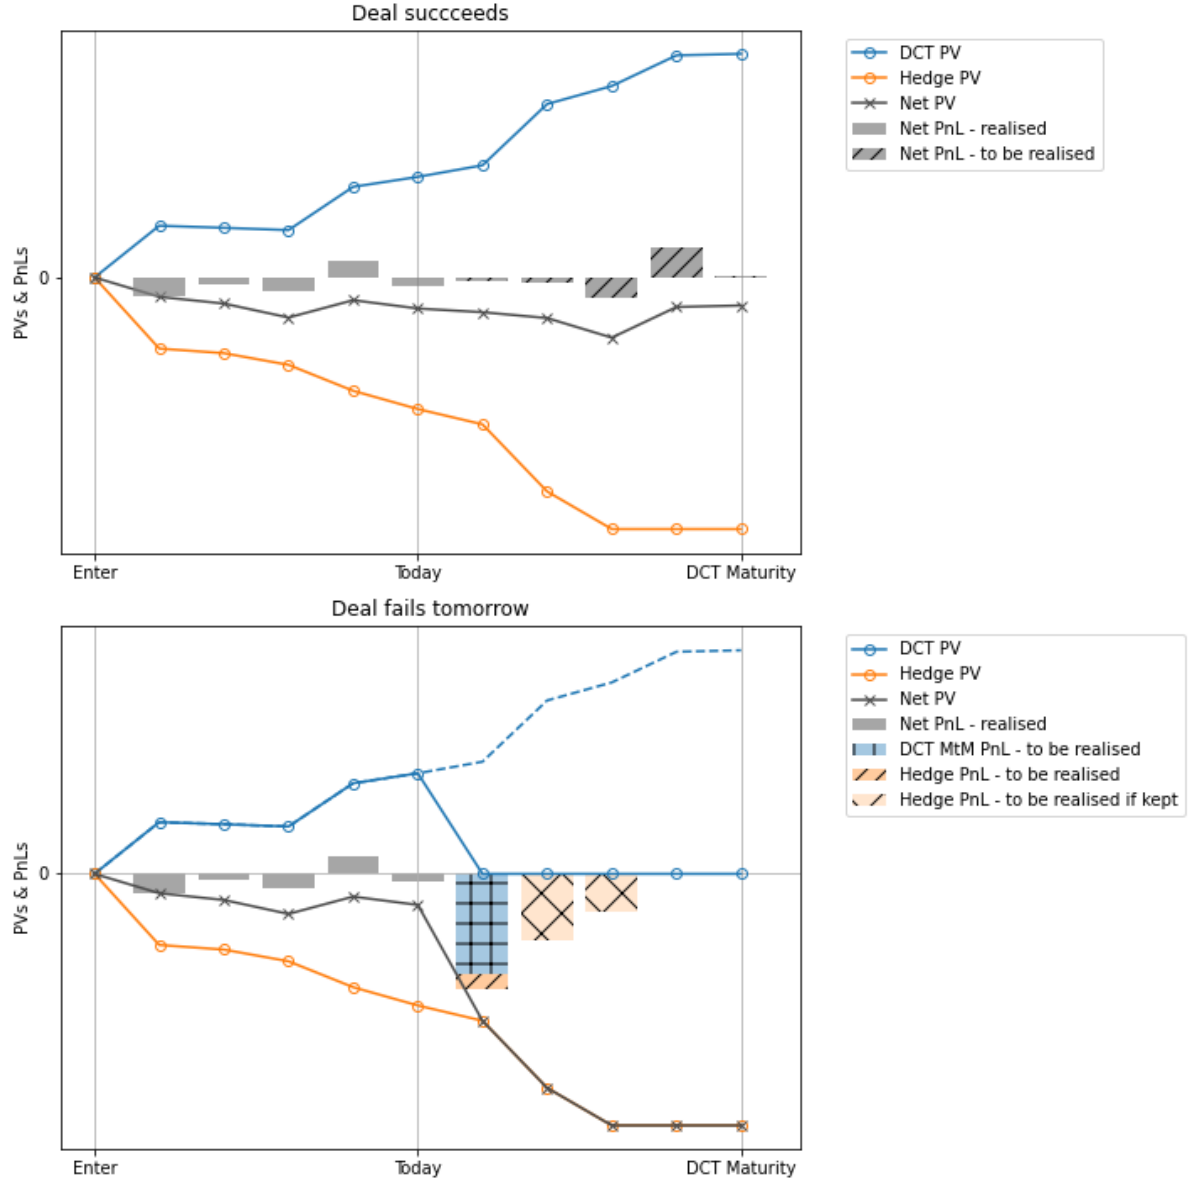 Deal succceeds
DCT PV
Hedge PV
Net PV
Net PnL - realised
Net PnL - to be realised
PVs & PnLs
0
Enter
Today
DCT Maturity
Deal fails tomorrow
DCT PV
Hedge PV
Net PV
Net PnL - realised
DCT MtM PnL - to be realised
Hedge PnL - to be realised
Hedge PnL - to be realised if kept
PVs & PnLs
0
Enter
Today
DCT Maturity